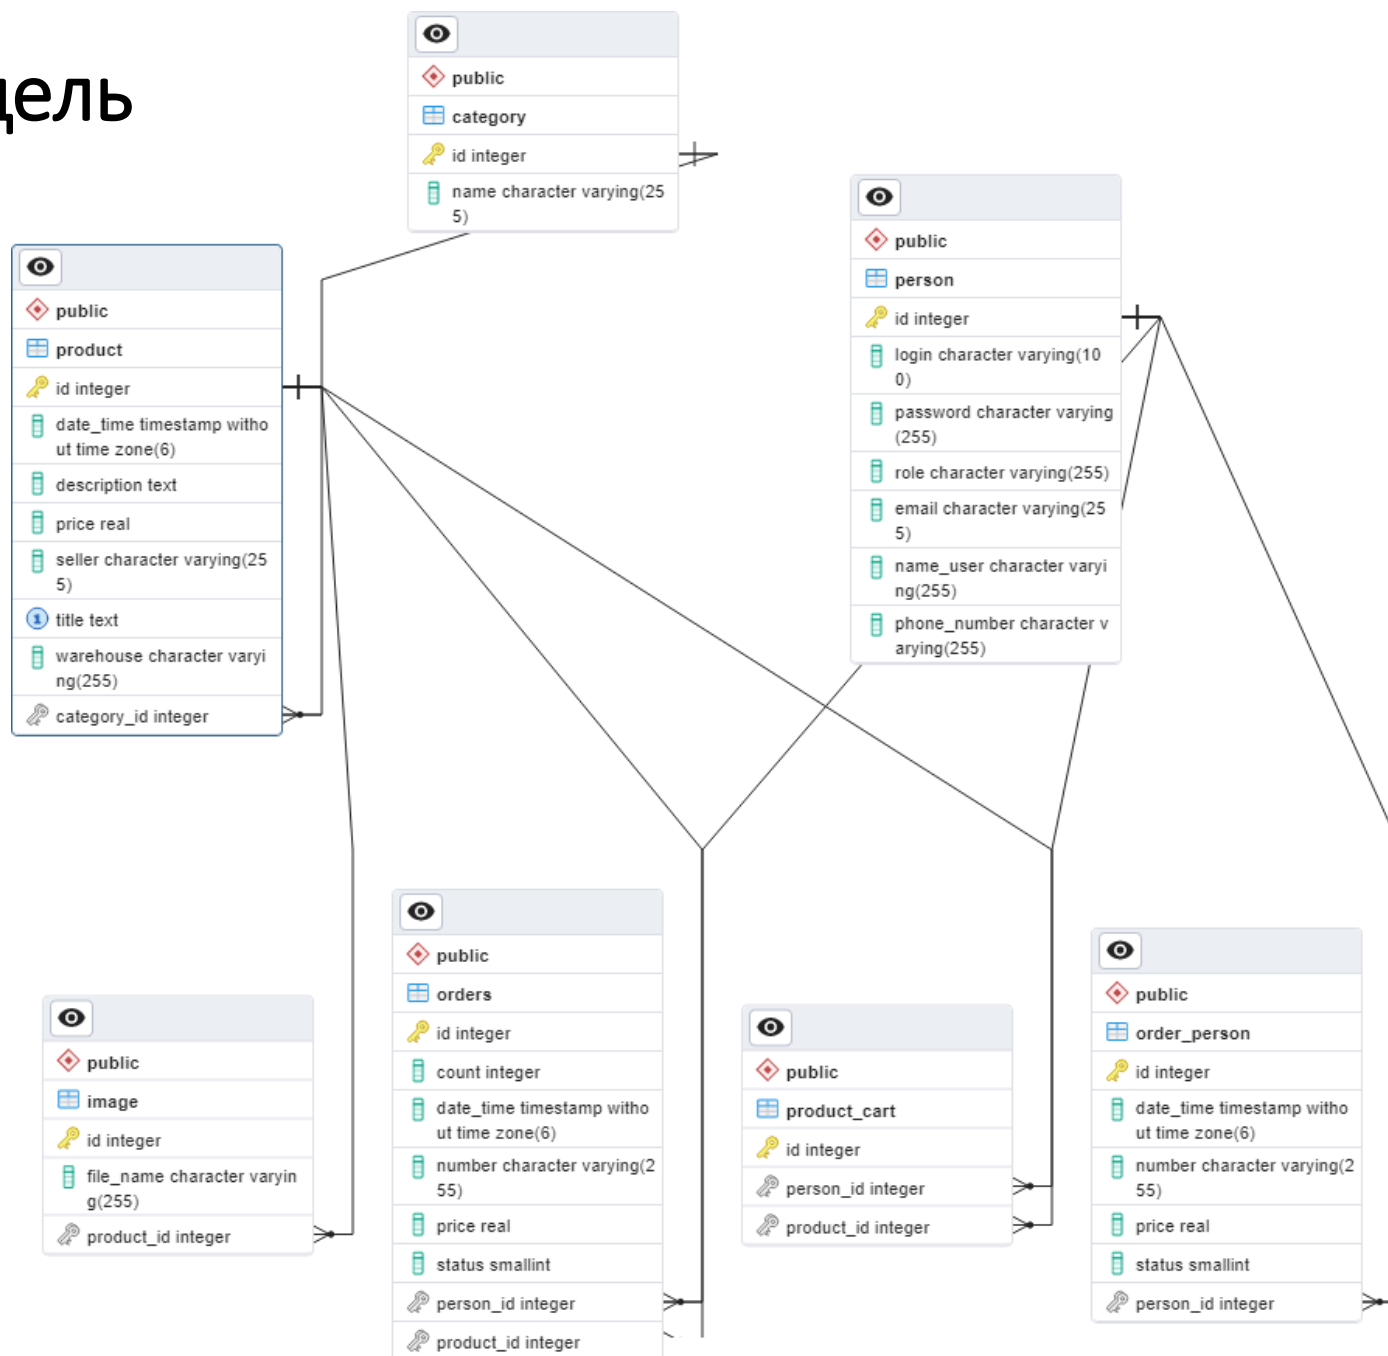 дель
public
category
id integer
name character varying(25
5)
public
product
id integer
date_time timestamp witho
ut time zone(6)
description text
price real
seller character varying(25
5)
1 title text
warehouse character varyi
ng(255)
category_id integer
public
person
id integer
login character varying(10
0)
password character varying
(255)
role character varying(255)
email character varying(25
5)
name_user character varyi
ng(255)
phone_number character v
arying(255)
public
image
id integer
file_name character varyin
g(255)
product_id integer
public
orders
id integer
count integer
date_time timestamp witho
ut time zone(6)
number character varying(2
55)
price real
status smallint
person_id integer
product_id integer
public
product_cart
id integer
person_id integer
product_id integer
public
order_person
id integer
date_time timestamp witho
ut time zone(6)
number character varying(2
55)
price real
status smallint
person_id integer